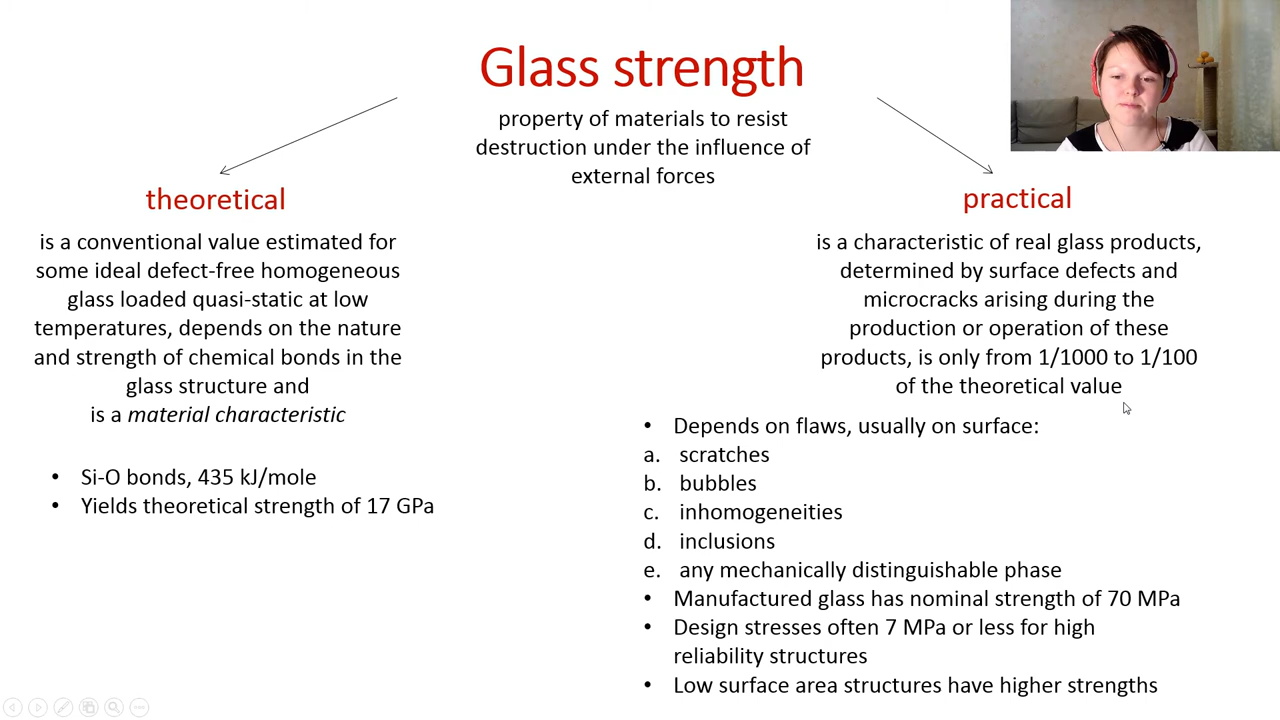 Glass strength
property of materials to resist
destruction under the influence of
external forces
theoretical
is a conventional value estimated for
some ideal defect-free homogeneous
glass loaded quasi-static at low
temperatures, depends on the nature
and strength of chemical bonds in the
glass structure and
is a material characteristic
• Si-O bonds, 435 kJ/mole
• Yields theoretical strength of 17 GPa
practical
is a characteristic of real glass products,
determined by surface defects and
microcracks arising during the
production or operation of these
products, is only from 1/1000 to 1/100
of the theoretical value
• Depends on flaws, usually on surface:
a. scratches
b. bubbles
c. inhomogeneities
d. inclusions
e. any mechanically distinguishable phase
• Manufactured glass has nominal strength of 70 MPa
• Design stresses often 7 MPa or less for high
reliability structures
• Low surface area structures have higher strengths